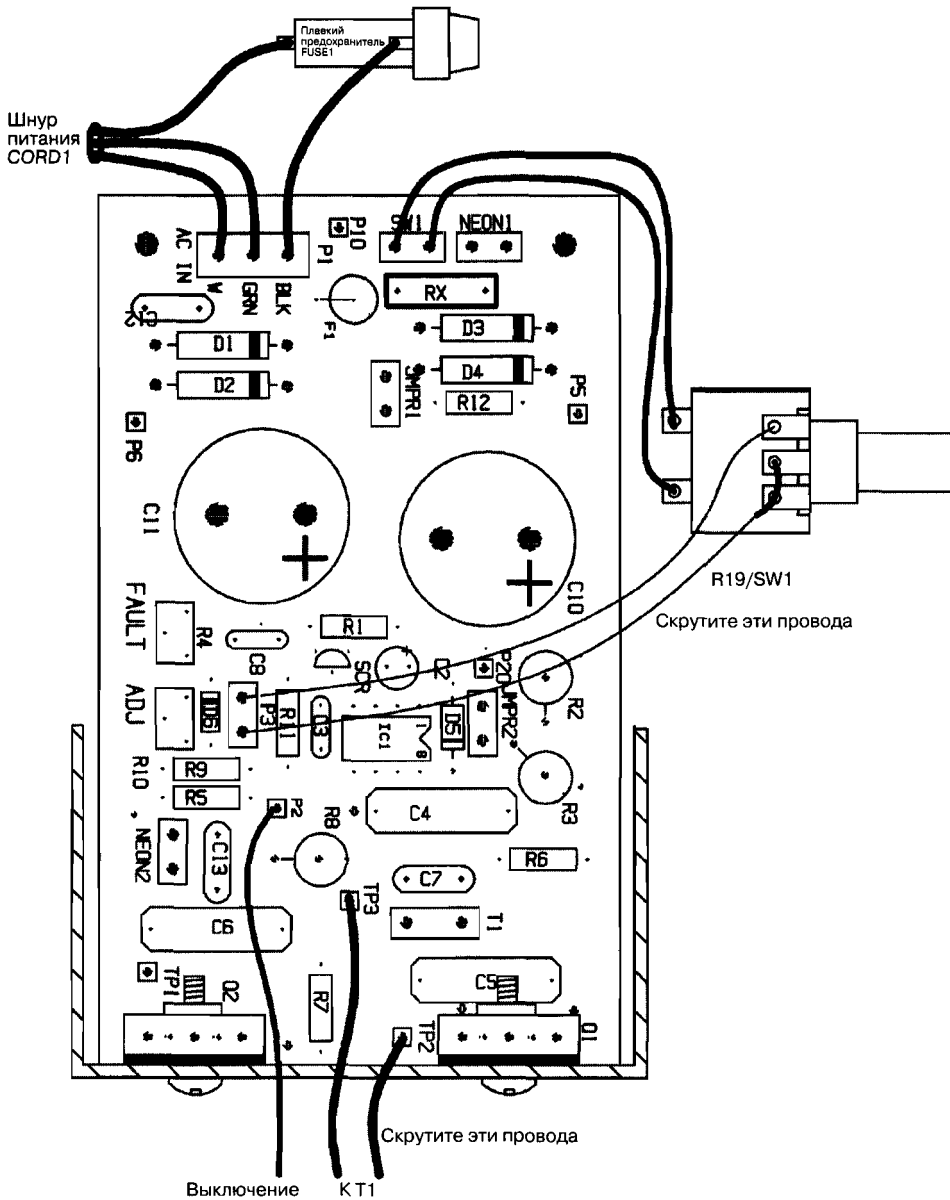 Плавкий
предохранитель
FUSE1
Шнур
питания
CORD1
AC IN
W
GRN
BLK
P1
P10
SW1
NEON1
RX
F1
D1
D2
D3
D4
JMPR1
R12
P5
P6
C11
C10
R19/SW1
Скрутите эти провода
FAULT
R4
C8
R1
SCR
P20
R2
ADJ
D6
P3
R11
IC1
8
D5
JMPR2
R10
R9
R5
P2
R8
C4
R3
NEON2
C13
R6
C7
TP3
T1
C6
TP1
Q2
R7
C5
TP2
Q1
Скрутите эти провода
Выключение
К T1